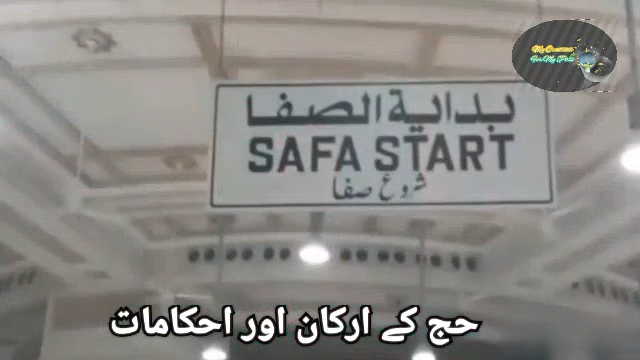 بداية الصفا
SAFA START
شروع صفا
حج کے ارکان اور احکامات